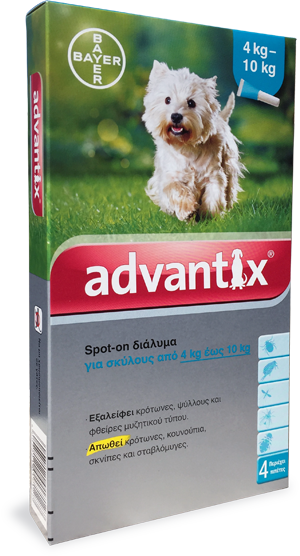 BAYER
BAYER
4 kg –
10 kg
advantix
advantix®
Spot-on διάλυμα
για σκύλους από 4 kg έως 10 kg
Εξαλείφει κρότωνες, ψύλλους και
φθείρες μυζητικού τύπου.
Απωθεί κρότωνες, κουνούπια,
σκνίπες και σταβλόμυγες.
4